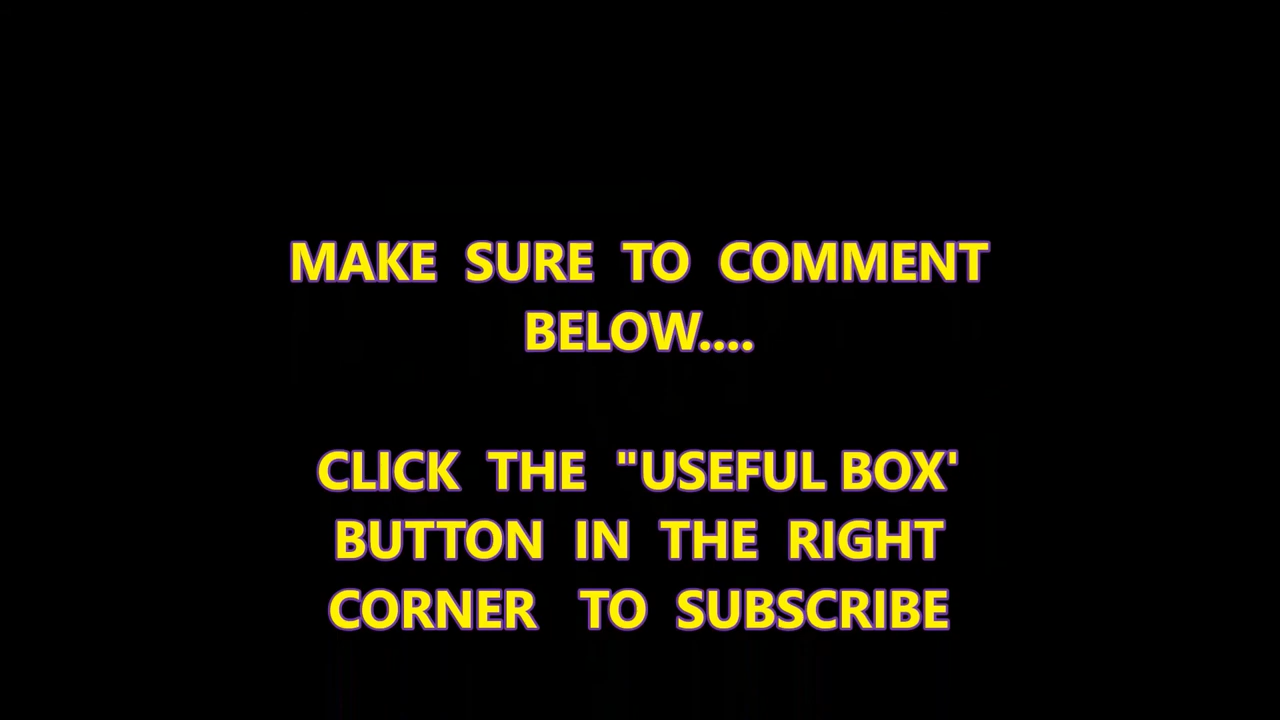 MAKE SURE TO COMMENT
BELOW....
CLICK THE "USEFUL BOX'
BUTTON IN THE RIGHT
CORNER TO SUBSCRIBE